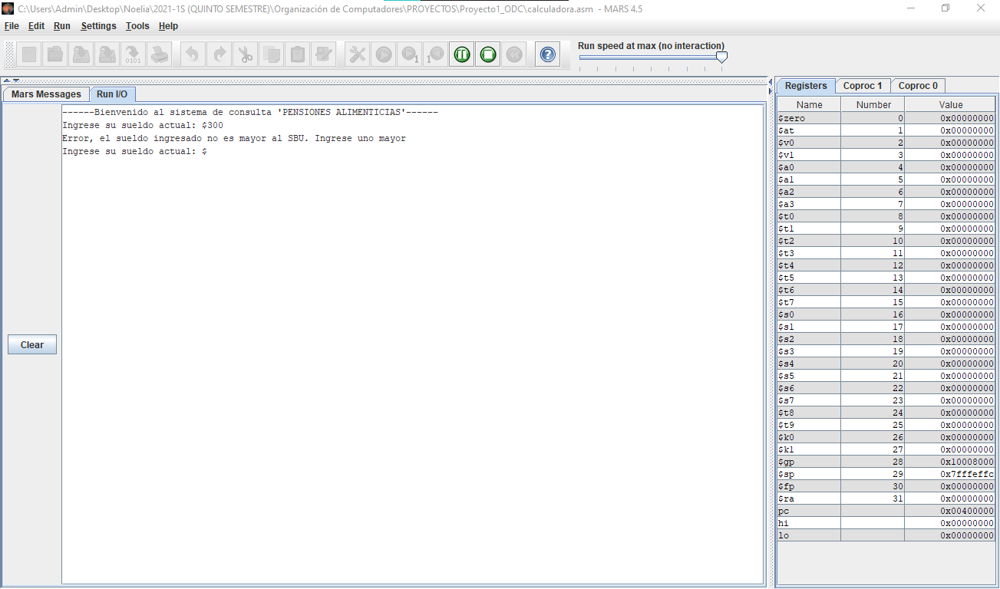 C:\Users\Admin\Desktop\Noelia\2021-1S (QUINTO SEMESTRE)\Organización de Computadores\PROYECTOS\Proyecto1_ODC\calculadora.asm - MARS 4.5
File Edit Run Settings Tools Help
Run speed at max (no interaction)
0101
1
1
?
Mars Messages
Run I/O
------Bienvenido al sistema de consulta 'PENSIONES ALIMENTICIAS'------
Ingrese su sueldo actual: $300
Error, el sueldo ingresado no es mayor al SBU. Ingrese uno mayor
Ingrese su sueldo actual: $
Clear
Registers Coproc 1 Coproc 0
Name Number Value
$zero 0 0x00000000
$at 1 0x00000000
$v0 2 0x00000000
$v1 3 0x00000000
$a0 4 0x00000000
$a1 5 0x00000000
$a2 6 0x00000000
$a3 7 0x00000000
$t0 8 0x00000000
$t1 9 0x00000000
$t2 10 0x00000000
$t3 11 0x00000000
$t4 12 0x00000000
$t5 13 0x00000000
$t6 14 0x00000000
$t7 15 0x00000000
$s0 16 0x00000000
$s1 17 0x00000000
$s2 18 0x00000000
$s3 19 0x00000000
$s4 20 0x00000000
$s5 21 0x00000000
$s6 22 0x00000000
$s7 23 0x00000000
$t8 24 0x00000000
$t9 25 0x00000000
$k0 26 0x00000000
$k1 27 0x00000000
$gp 28 0x10008000
$sp 29 0x7fffeffc
$fp 30 0x00000000
$ra 31 0x00000000
pc 0x00400000
hi 0x00000000
lo 0x00000000